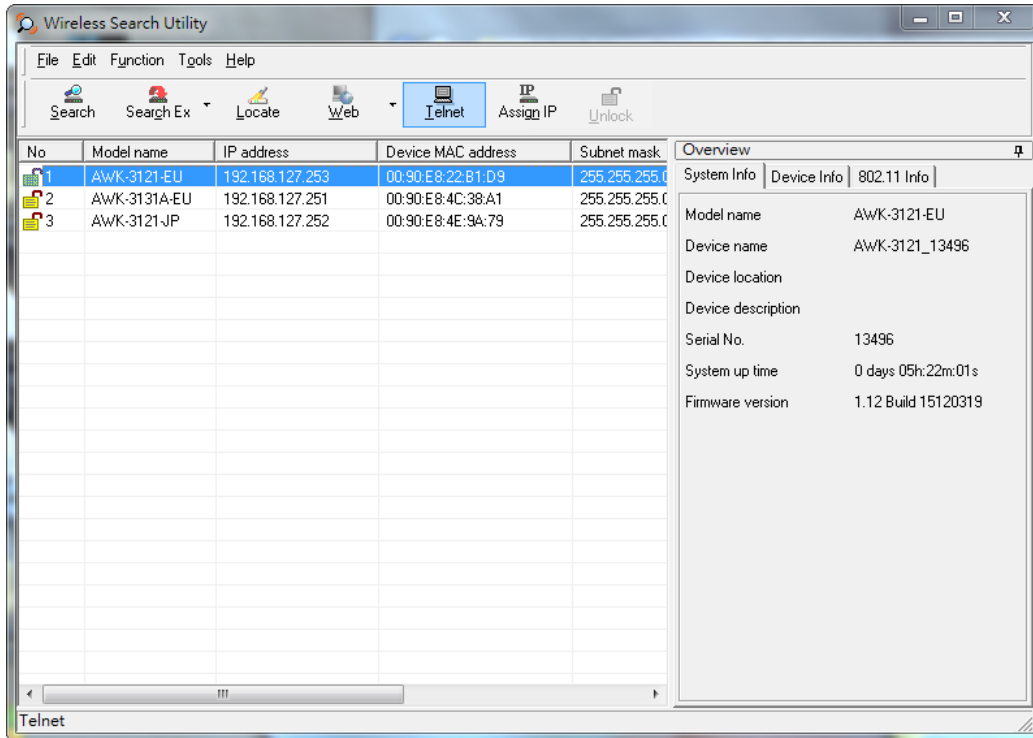 Wireless Search Utility
File Edit Function Tools Help
Search Search Ex Locate Web Telnet Assign IP Unlock
No Model name IP address Device MAC address Subnet mask
1 AWK-3121-EU 192.168.127.253 00:90:E8:22:B1:D9 255.255.255.0
2 AWK-3131A-EU 192.168.127.251 00:90:E8:4C:38:A1 255.255.255.0
3 AWK-3121-JP 192.168.127.252 00:90:E8:4E:9A:79 255.255.255.0
Overview
System Info Device Info 802.11 Info
Model name AWK-3121-EU
Device name AWK-3121_13496
Device location
Device description
Serial No. 13496
System up time 0 days 05h:22m:01s
Firmware version 1.12 Build 15120319
Telnet